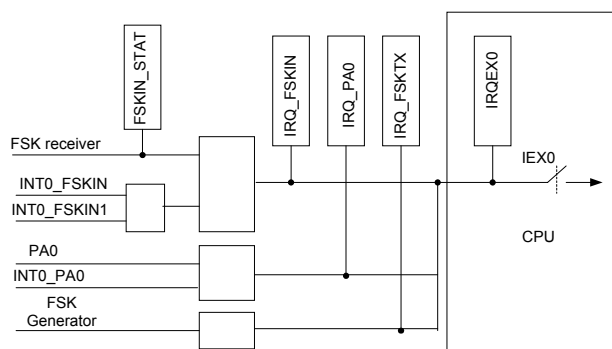 FSKIN_STAT
IRQ_FSKIN
IRQ_PA0
IRQ_FSKTX
IRQEX0
FSK receiver
INT0_FSKIN
INT0_FSKIN1
IEX0
CPU
PA0
INT0_PA0
FSK
Generator